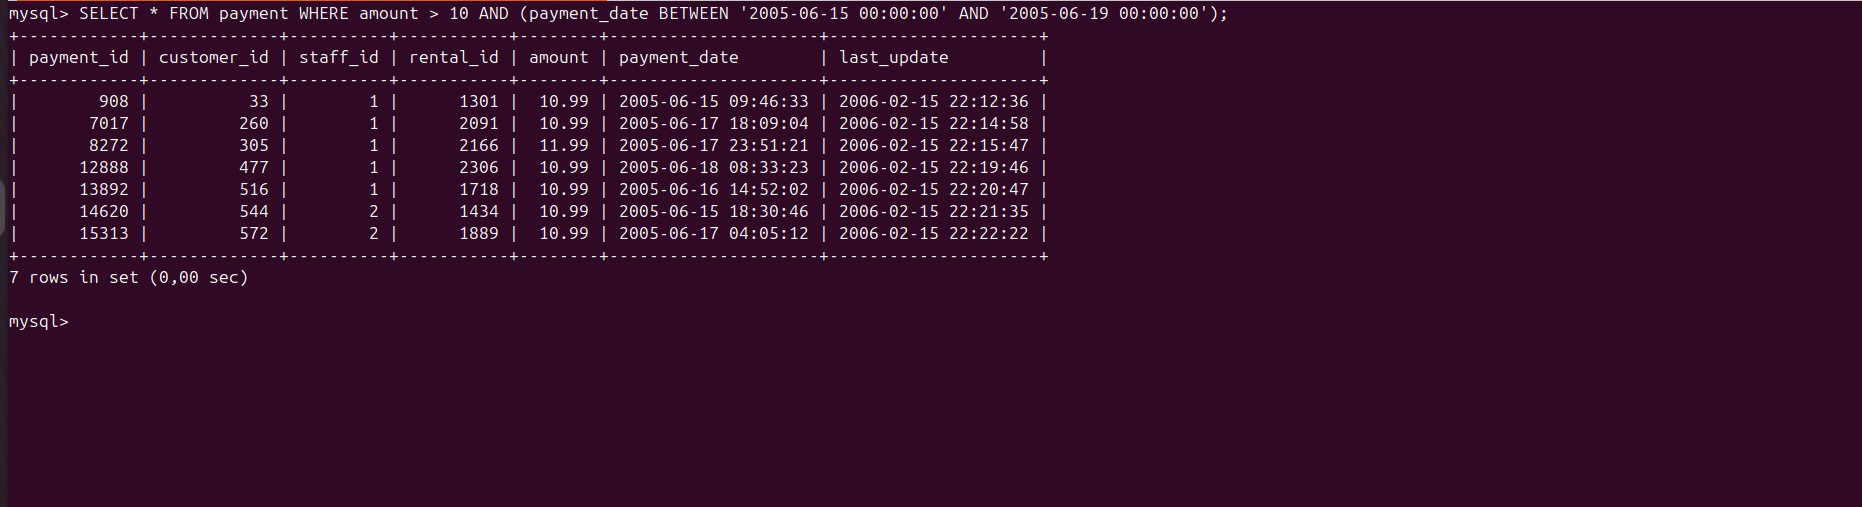 mysql> SELECT * FROM payment WHERE amount > 10 AND (payment_date BETWEEN '2005-06-15 00:00:00' AND '2005-06-19 00:00:00');
+------------+-------------+----------+-----------+--------+---------------------+---------------------+
| payment_id | customer_id | staff_id | rental_id | amount | payment_date        | last_update         |
+------------+-------------+----------+-----------+--------+---------------------+---------------------+
|        908 |          33 |        1 |      1301 |  10.99 | 2005-06-15 09:46:33 | 2006-02-15 22:12:36 |
|       7017 |         260 |        1 |      2091 |  10.99 | 2005-06-17 18:09:04 | 2006-02-15 22:14:58 |
|       8272 |         305 |        1 |      2166 |  11.99 | 2005-06-17 23:51:21 | 2006-02-15 22:15:47 |
|      12888 |         477 |        1 |      2306 |  10.99 | 2005-06-18 08:33:23 | 2006-02-15 22:19:46 |
|      13892 |         516 |        1 |      1718 |  10.99 | 2005-06-16 14:52:02 | 2006-02-15 22:20:47 |
|      14620 |         544 |        2 |      1434 |  10.99 | 2005-06-15 18:30:46 | 2006-02-15 22:21:35 |
|      15313 |         572 |        2 |      1889 |  10.99 | 2005-06-17 04:05:12 | 2006-02-15 22:22:22 |
+------------+-------------+----------+-----------+--------+---------------------+---------------------+
7 rows in set (0,00 sec)
mysql>